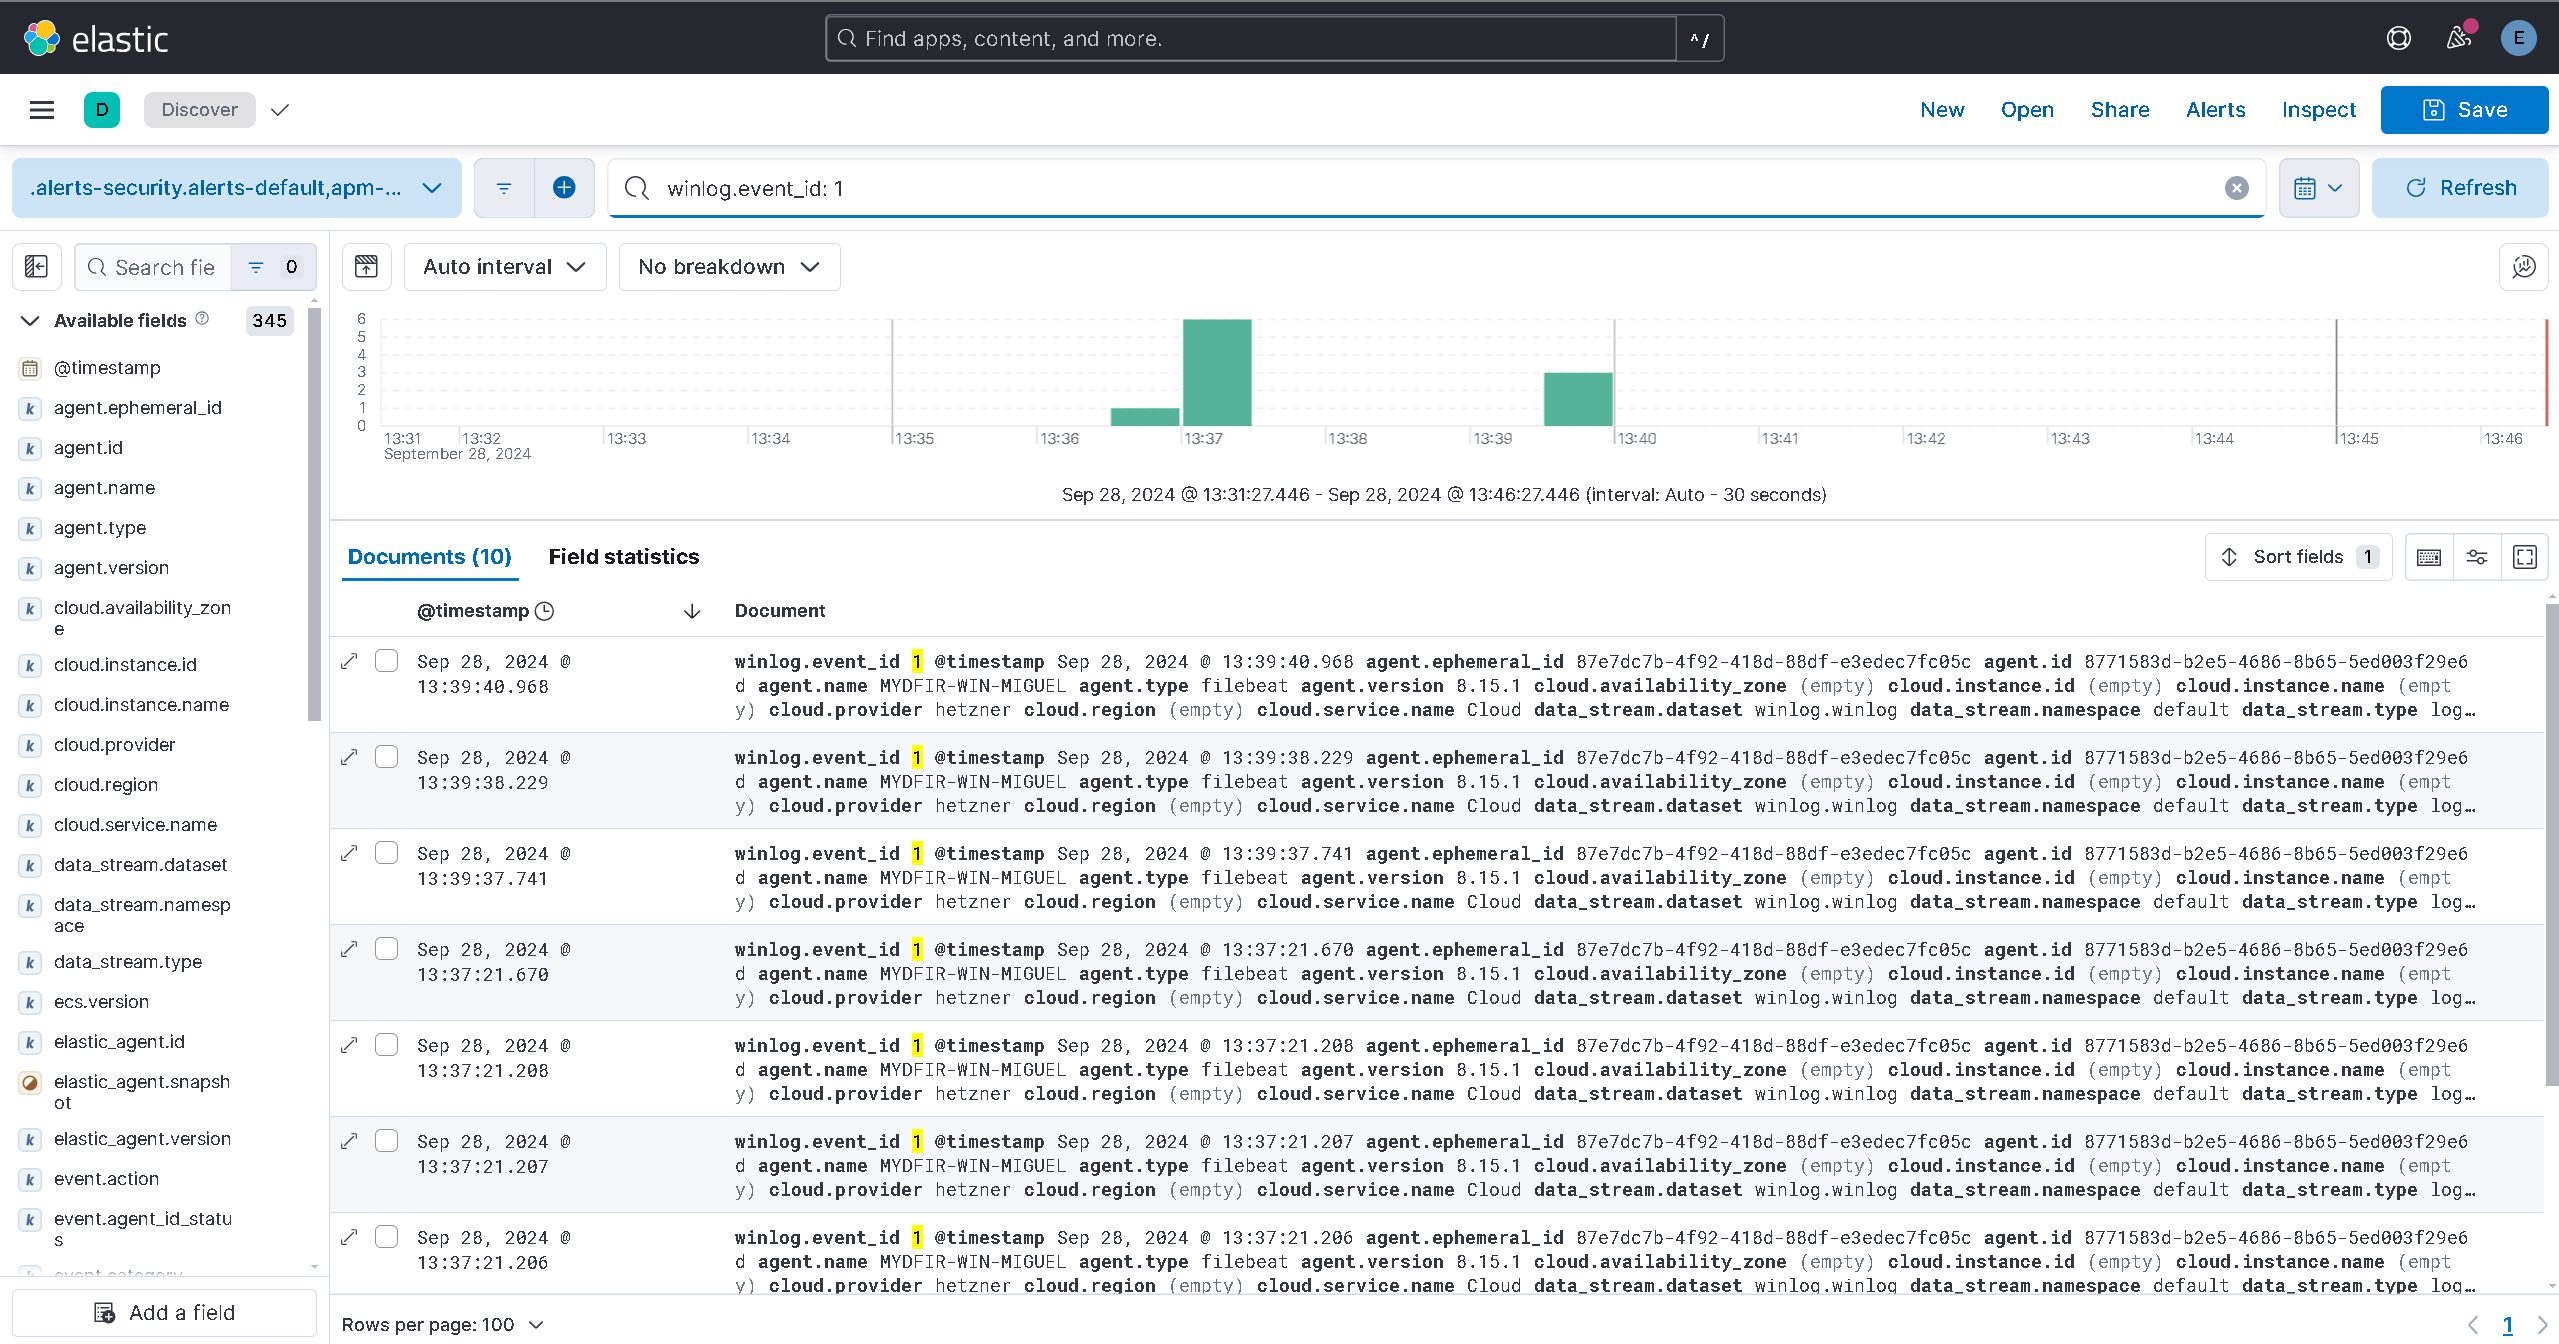 elastic
Find apps, content, and more.
^/
E
D
Discover
New
Open
Share
Alerts
Inspect
Save
.alerts-security.alerts-default,apm-...
winlog.event_id: 1
Refresh
Search fie
0
Auto interval
No breakdown
Available fields
345
@timestamp
agent.ephemeral_id
agent.id
agent.name
agent.type
agent.version
cloud.availability_zon
e
cloud.instance.id
cloud.instance.name
cloud.provider
cloud.region
cloud.service.name
data_stream.dataset
data_stream.namesp
ace
data_stream.type
ecs.version
elastic_agent.id
elastic_agent.snapsh
ot
elastic_agent.version
event.action
event.agent_id_statu
s
event.category
Add a field
6
5
4
3
2
1
0
13:31 13:32 13:33 13:34 13:35 13:36 13:37 13:38 13:39 13:40 13:41 13:42 13:43 13:44 13:45 13:46
September 28, 2024
Sep 28, 2024 @ 13:31:27.446 - Sep 28, 2024 @ 13:46:27.446 (interval: Auto - 30 seconds)
Documents (10)
Field statistics
Sort fields 1
@timestamp
Document
Sep 28, 2024 @
13:39:40.968
winlog.event_id 1 @timestamp Sep 28, 2024 @ 13:39:40.968 agent.ephemeral_id 87e7dc7b-4f92-418d-88df-e3edec7fc05c agent.id 8771583d-b2e5-4686-8b65-5ed003f29e6
d agent.name MYDFIR-WIN-MIGUEL agent.type filebeat agent.version 8.15.1 cloud.availability_zone (empty) cloud.instance.id (empty) cloud.instance.name (empt
y) cloud.provider hetzner cloud.region (empty) cloud.service.name Cloud data_stream.dataset winlog.winlog data_stream.namespace default data_stream.type log…
Sep 28, 2024 @
13:39:38.229
winlog.event_id 1 @timestamp Sep 28, 2024 @ 13:39:38.229 agent.ephemeral_id 87e7dc7b-4f92-418d-88df-e3edec7fc05c agent.id 8771583d-b2e5-4686-8b65-5ed003f29e6
d agent.name MYDFIR-WIN-MIGUEL agent.type filebeat agent.version 8.15.1 cloud.availability_zone (empty) cloud.instance.id (empty) cloud.instance.name (empt
y) cloud.provider hetzner cloud.region (empty) cloud.service.name Cloud data_stream.dataset winlog.winlog data_stream.namespace default data_stream.type log…
Sep 28, 2024 @
13:39:37.741
winlog.event_id 1 @timestamp Sep 28, 2024 @ 13:39:37.741 agent.ephemeral_id 87e7dc7b-4f92-418d-88df-e3edec7fc05c agent.id 8771583d-b2e5-4686-8b65-5ed003f29e6
d agent.name MYDFIR-WIN-MIGUEL agent.type filebeat agent.version 8.15.1 cloud.availability_zone (empty) cloud.instance.id (empty) cloud.instance.name (empt
y) cloud.provider hetzner cloud.region (empty) cloud.service.name Cloud data_stream.dataset winlog.winlog data_stream.namespace default data_stream.type log…
Sep 28, 2024 @
13:37:21.670
winlog.event_id 1 @timestamp Sep 28, 2024 @ 13:37:21.670 agent.ephemeral_id 87e7dc7b-4f92-418d-88df-e3edec7fc05c agent.id 8771583d-b2e5-4686-8b65-5ed003f29e6
d agent.name MYDFIR-WIN-MIGUEL agent.type filebeat agent.version 8.15.1 cloud.availability_zone (empty) cloud.instance.id (empty) cloud.instance.name (empt
y) cloud.provider hetzner cloud.region (empty) cloud.service.name Cloud data_stream.dataset winlog.winlog data_stream.namespace default data_stream.type log…
Sep 28, 2024 @
13:37:21.208
winlog.event_id 1 @timestamp Sep 28, 2024 @ 13:37:21.208 agent.ephemeral_id 87e7dc7b-4f92-418d-88df-e3edec7fc05c agent.id 8771583d-b2e5-4686-8b65-5ed003f29e6
d agent.name MYDFIR-WIN-MIGUEL agent.type filebeat agent.version 8.15.1 cloud.availability_zone (empty) cloud.instance.id (empty) cloud.instance.name (empt
y) cloud.provider hetzner cloud.region (empty) cloud.service.name Cloud data_stream.dataset winlog.winlog data_stream.namespace default data_stream.type log…
Sep 28, 2024 @
13:37:21.207
winlog.event_id 1 @timestamp Sep 28, 2024 @ 13:37:21.207 agent.ephemeral_id 87e7dc7b-4f92-418d-88df-e3edec7fc05c agent.id 8771583d-b2e5-4686-8b65-5ed003f29e6
d agent.name MYDFIR-WIN-MIGUEL agent.type filebeat agent.version 8.15.1 cloud.availability_zone (empty) cloud.instance.id (empty) cloud.instance.name (empt
y) cloud.provider hetzner cloud.region (empty) cloud.service.name Cloud data_stream.dataset winlog.winlog data_stream.namespace default data_stream.type log…
Sep 28, 2024 @
13:37:21.206
winlog.event_id 1 @timestamp Sep 28, 2024 @ 13:37:21.206 agent.ephemeral_id 87e7dc7b-4f92-418d-88df-e3edec7fc05c agent.id 8771583d-b2e5-4686-8b65-5ed003f29e6
d agent.name MYDFIR-WIN-MIGUEL agent.type filebeat agent.version 8.15.1 cloud.availability_zone (empty) cloud.instance.id (empty) cloud.instance.name (empt
y) cloud.provider hetzner cloud.region (empty) cloud.service.name Cloud data_stream.dataset winlog.winlog data_stream.namespace default data_stream.type log…
Rows per page: 100
1